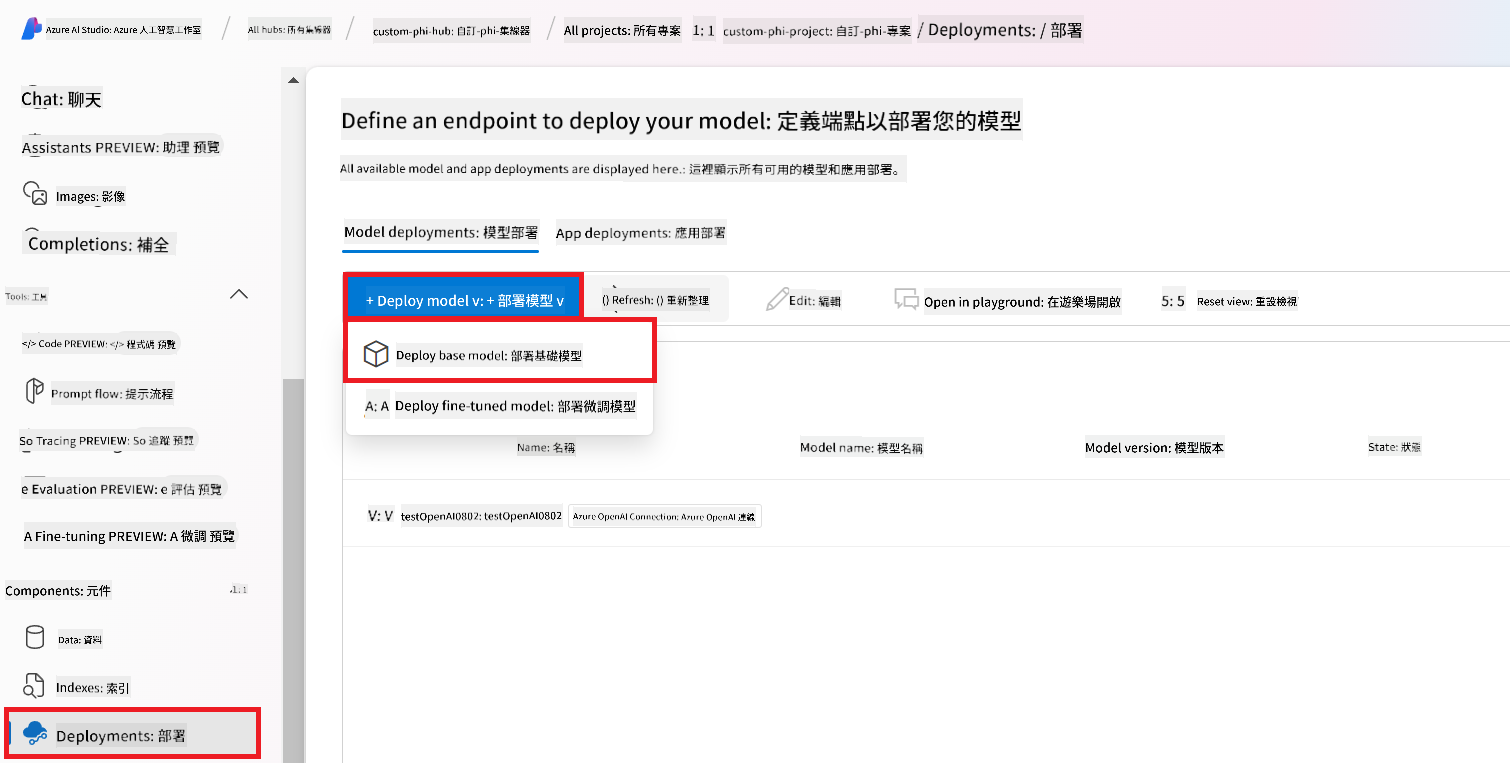 Azure AI Studio: Azure 人工智慧工作室 / All hubs: 所有集線器 / custom-phi-hub: 自訂-phi-集線器 / All projects: 所有專案 1: 1 custom-phi-project: 自訂-phi-專案 / Deployments: / 部署
Chat: 聊天
Assistants PREVIEW: 助理 預覽
Images: 影像
Completions: 補全
Tools: 工具
</> Code PREVIEW: </> 程式碼 預覽
Prompt flow: 提示流程
So Tracing PREVIEW: So 追蹤 預覽
e Evaluation PREVIEW: e 評估 預覽
A Fine-tuning PREVIEW: A 微調 預覽
Components: 元件
Data: 資料
Indexes: 索引
Deployments: 部署
Define an endpoint to deploy your model: 定義端點以部署您的模型
All available model and app deployments are displayed here.: 這裡顯示所有可用的模型和應用部署。
Model deployments: 模型部署 App deployments: 應用部署
+ Deploy model v: + 部署模型 v () Refresh: () 重新整理 Edit: 編輯 Open in playground: 在遊樂場開啟 5: 5 Reset view: 重設檢視
Deploy base model: 部署基礎模型
A: A Deploy fine-tuned model: 部署微調模型
Name: 名稱 Model name: 模型名稱 Model version: 模型版本 State: 狀態
V: V testOpenAI0802: testOpenAI0802 Azure OpenAI Connection: Azure OpenAI 連線